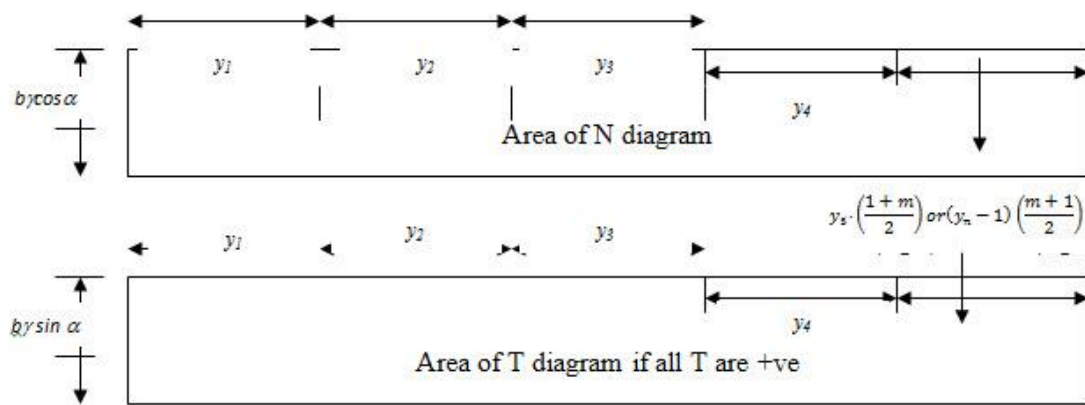 y₁ y₂ y₃
bγcos α
y₄
Area of N diagram
yₛ.((1 + m)/2) or(yₙ − 1)((m + 1)/2)
y₁ y₂ y₃
bγsin α
y₄
Area of T diagram if all T are +ve